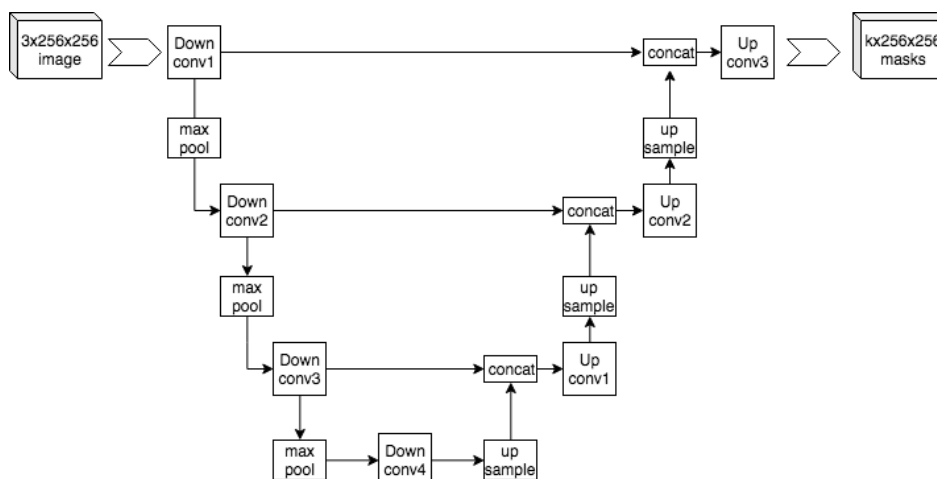 3x256x256
image
Down
conv1
concat
Up
conv3
kx256x256
masks
max
pool
up
sample
Down
conv2
concat
Up
conv2
max
pool
up
sample
Down
conv3
concat
Up
conv1
max
pool
Down
conv4
up
sample